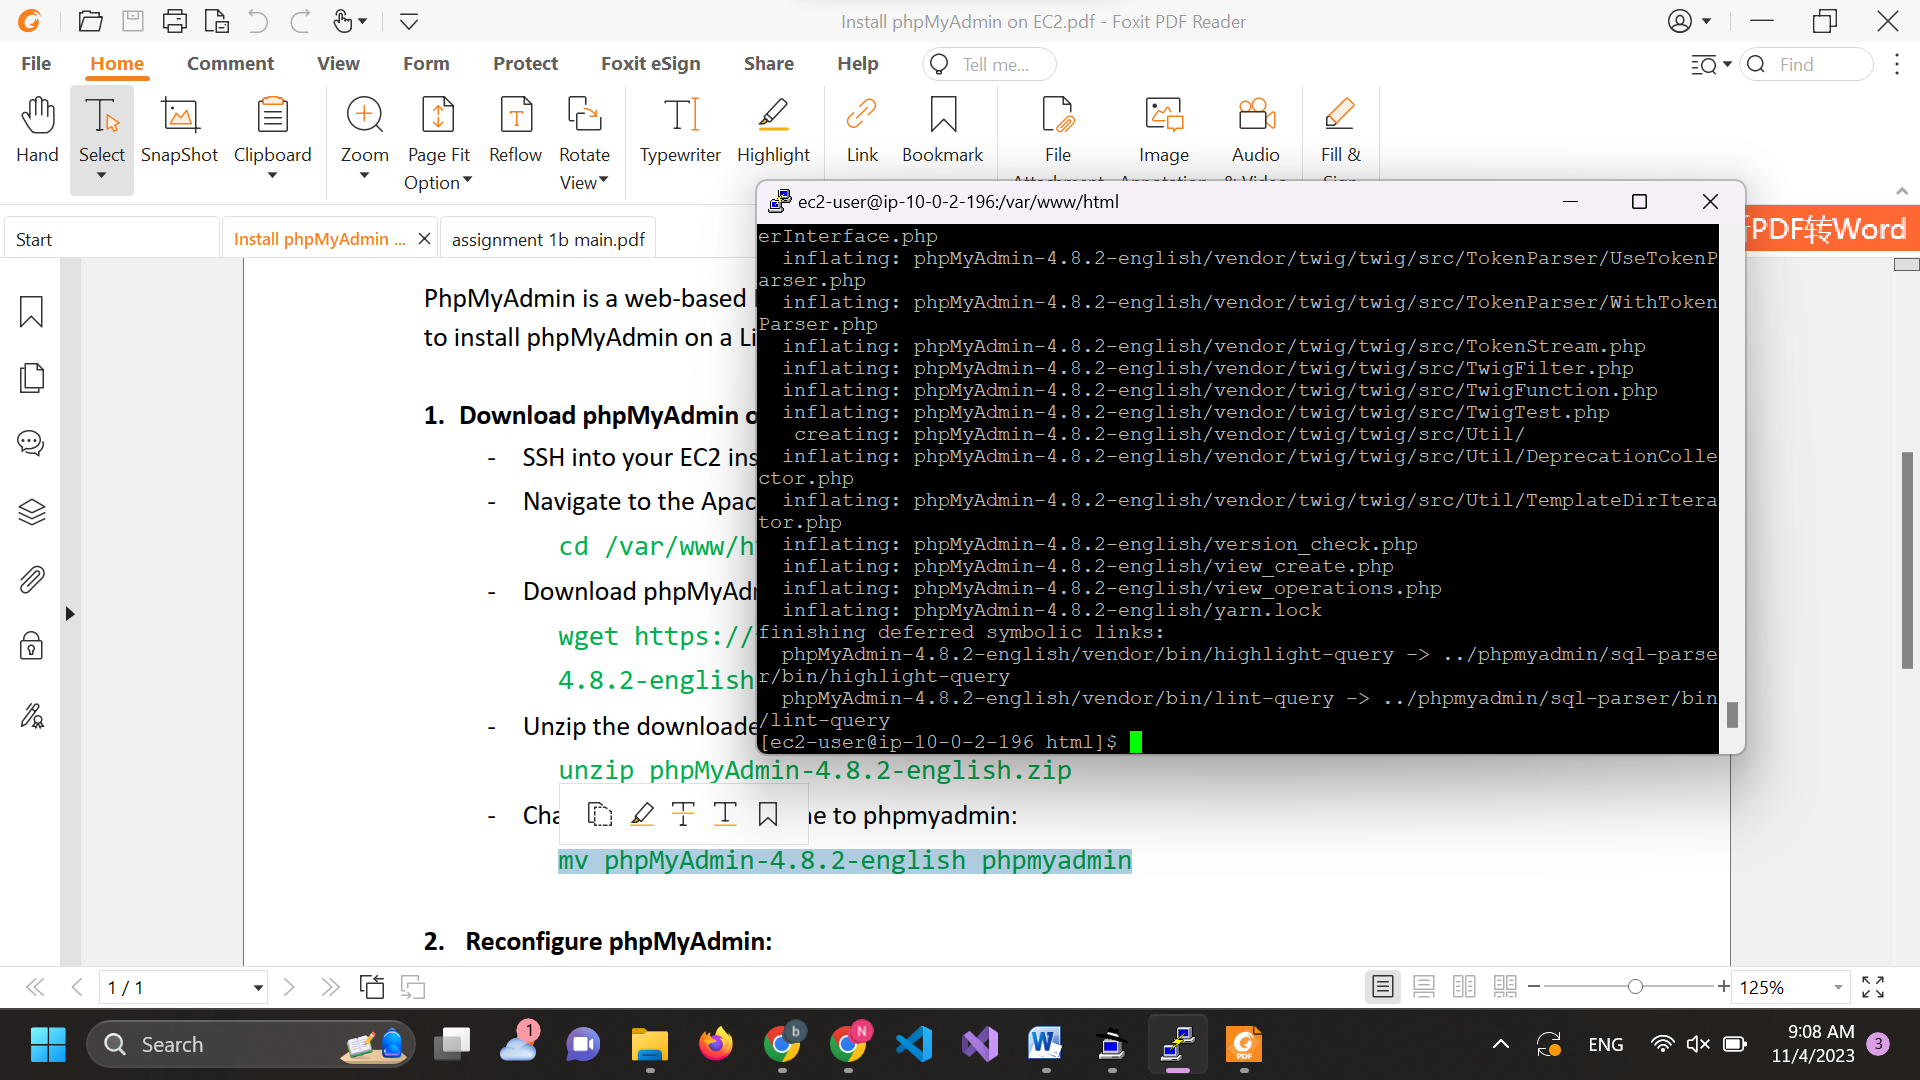 Install phpMyAdmin on EC2.pdf - Foxit PDF Reader
File Home Comment View Form Protect Foxit eSign Share Help Tell me... Find
Hand Select SnapShot Clipboard Zoom Page Fit Option Reflow Rotate View Typewriter Highlight Link Bookmark File Image Audio Fill &
Start Install phpMyAdmin ... assignment 1b main.pdf
PDF转Word
PhpMyAdmin is a web-based
to install phpMyAdmin on a Li
1. Download phpMyAdmin o
- SSH into your EC2 ins
- Navigate to the Apac
cd /var/www/h
- Download phpMyAd
wget https://
4.8.2-english
- Unzip the downloade
unzip phpMyAdmin-4.8.2-english.zip
- Cha e to phpmyadmin:
mv phpMyAdmin-4.8.2-english phpmyadmin
2. Reconfigure phpMyAdmin:
ec2-user@ip-10-0-2-196:/var/www/html
erInterface.php
inflating: phpMyAdmin-4.8.2-english/vendor/twig/twig/src/TokenParser/UseTokenP
arser.php
inflating: phpMyAdmin-4.8.2-english/vendor/twig/twig/src/TokenParser/WithToken
Parser.php
inflating: phpMyAdmin-4.8.2-english/vendor/twig/twig/src/TokenStream.php
inflating: phpMyAdmin-4.8.2-english/vendor/twig/twig/src/TwigFilter.php
inflating: phpMyAdmin-4.8.2-english/vendor/twig/twig/src/TwigFunction.php
inflating: phpMyAdmin-4.8.2-english/vendor/twig/twig/src/TwigTest.php
creating: phpMyAdmin-4.8.2-english/vendor/twig/twig/src/Util/
inflating: phpMyAdmin-4.8.2-english/vendor/twig/twig/src/Util/DeprecationColle
ctor.php
inflating: phpMyAdmin-4.8.2-english/vendor/twig/twig/src/Util/TemplateDirItera
tor.php
inflating: phpMyAdmin-4.8.2-english/version_check.php
inflating: phpMyAdmin-4.8.2-english/view_create.php
inflating: phpMyAdmin-4.8.2-english/view_operations.php
inflating: phpMyAdmin-4.8.2-english/yarn.lock
finishing deferred symbolic links:
phpMyAdmin-4.8.2-english/vendor/bin/highlight-query -> ../phpmyadmin/sql-parse
r/bin/highlight-query
phpMyAdmin-4.8.2-english/vendor/bin/lint-query -> ../phpmyadmin/sql-parser/bin
/lint-query
[ec2-user@ip-10-0-2-196 html]$
1 / 1 125%
Search 1 b N ENG 9:08 AM 3
11/4/2023